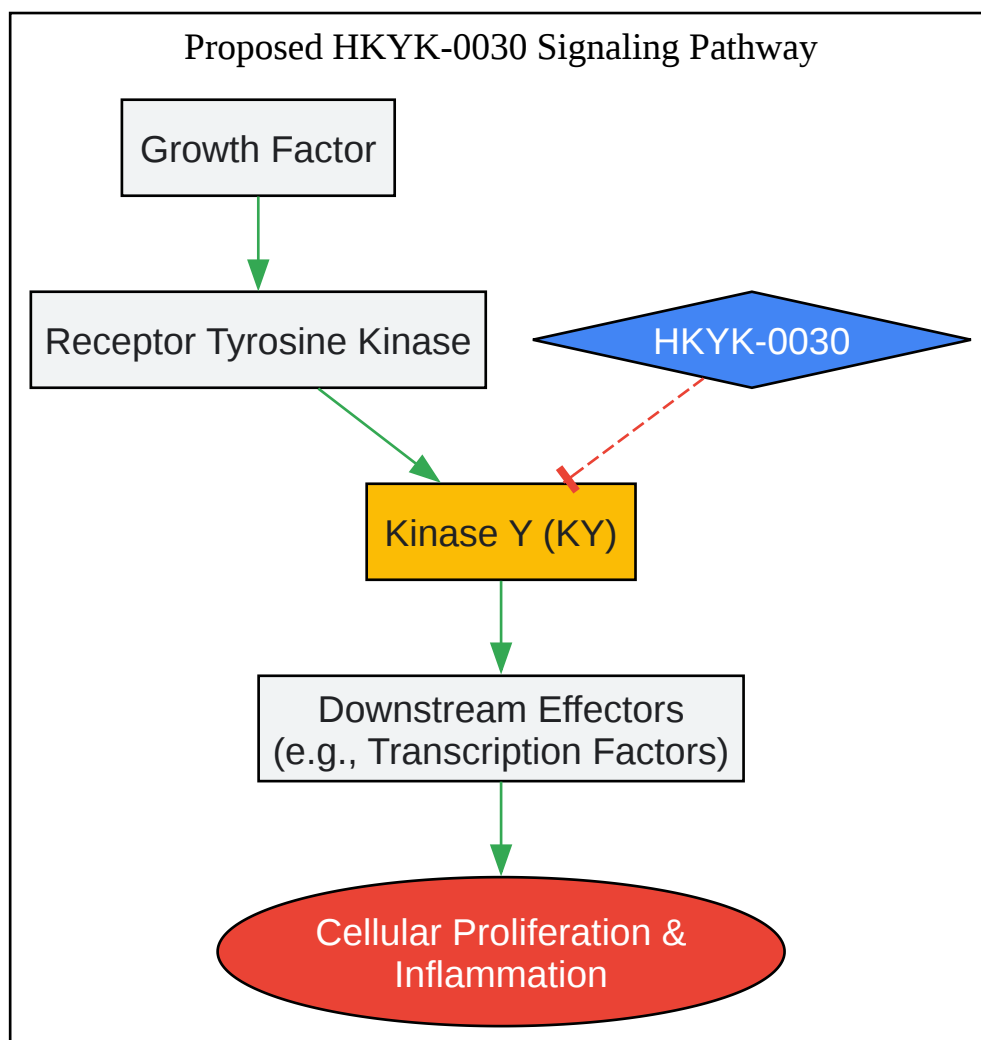 Proposed HKYK-0030 Signaling Pathway
Growth Factor
Receptor Tyrosine Kinase
HKYK-0030
Kinase Y (KY)
Downstream Effectors
(e.g., Transcription Factors)
Cellular Proliferation &
Inflammation